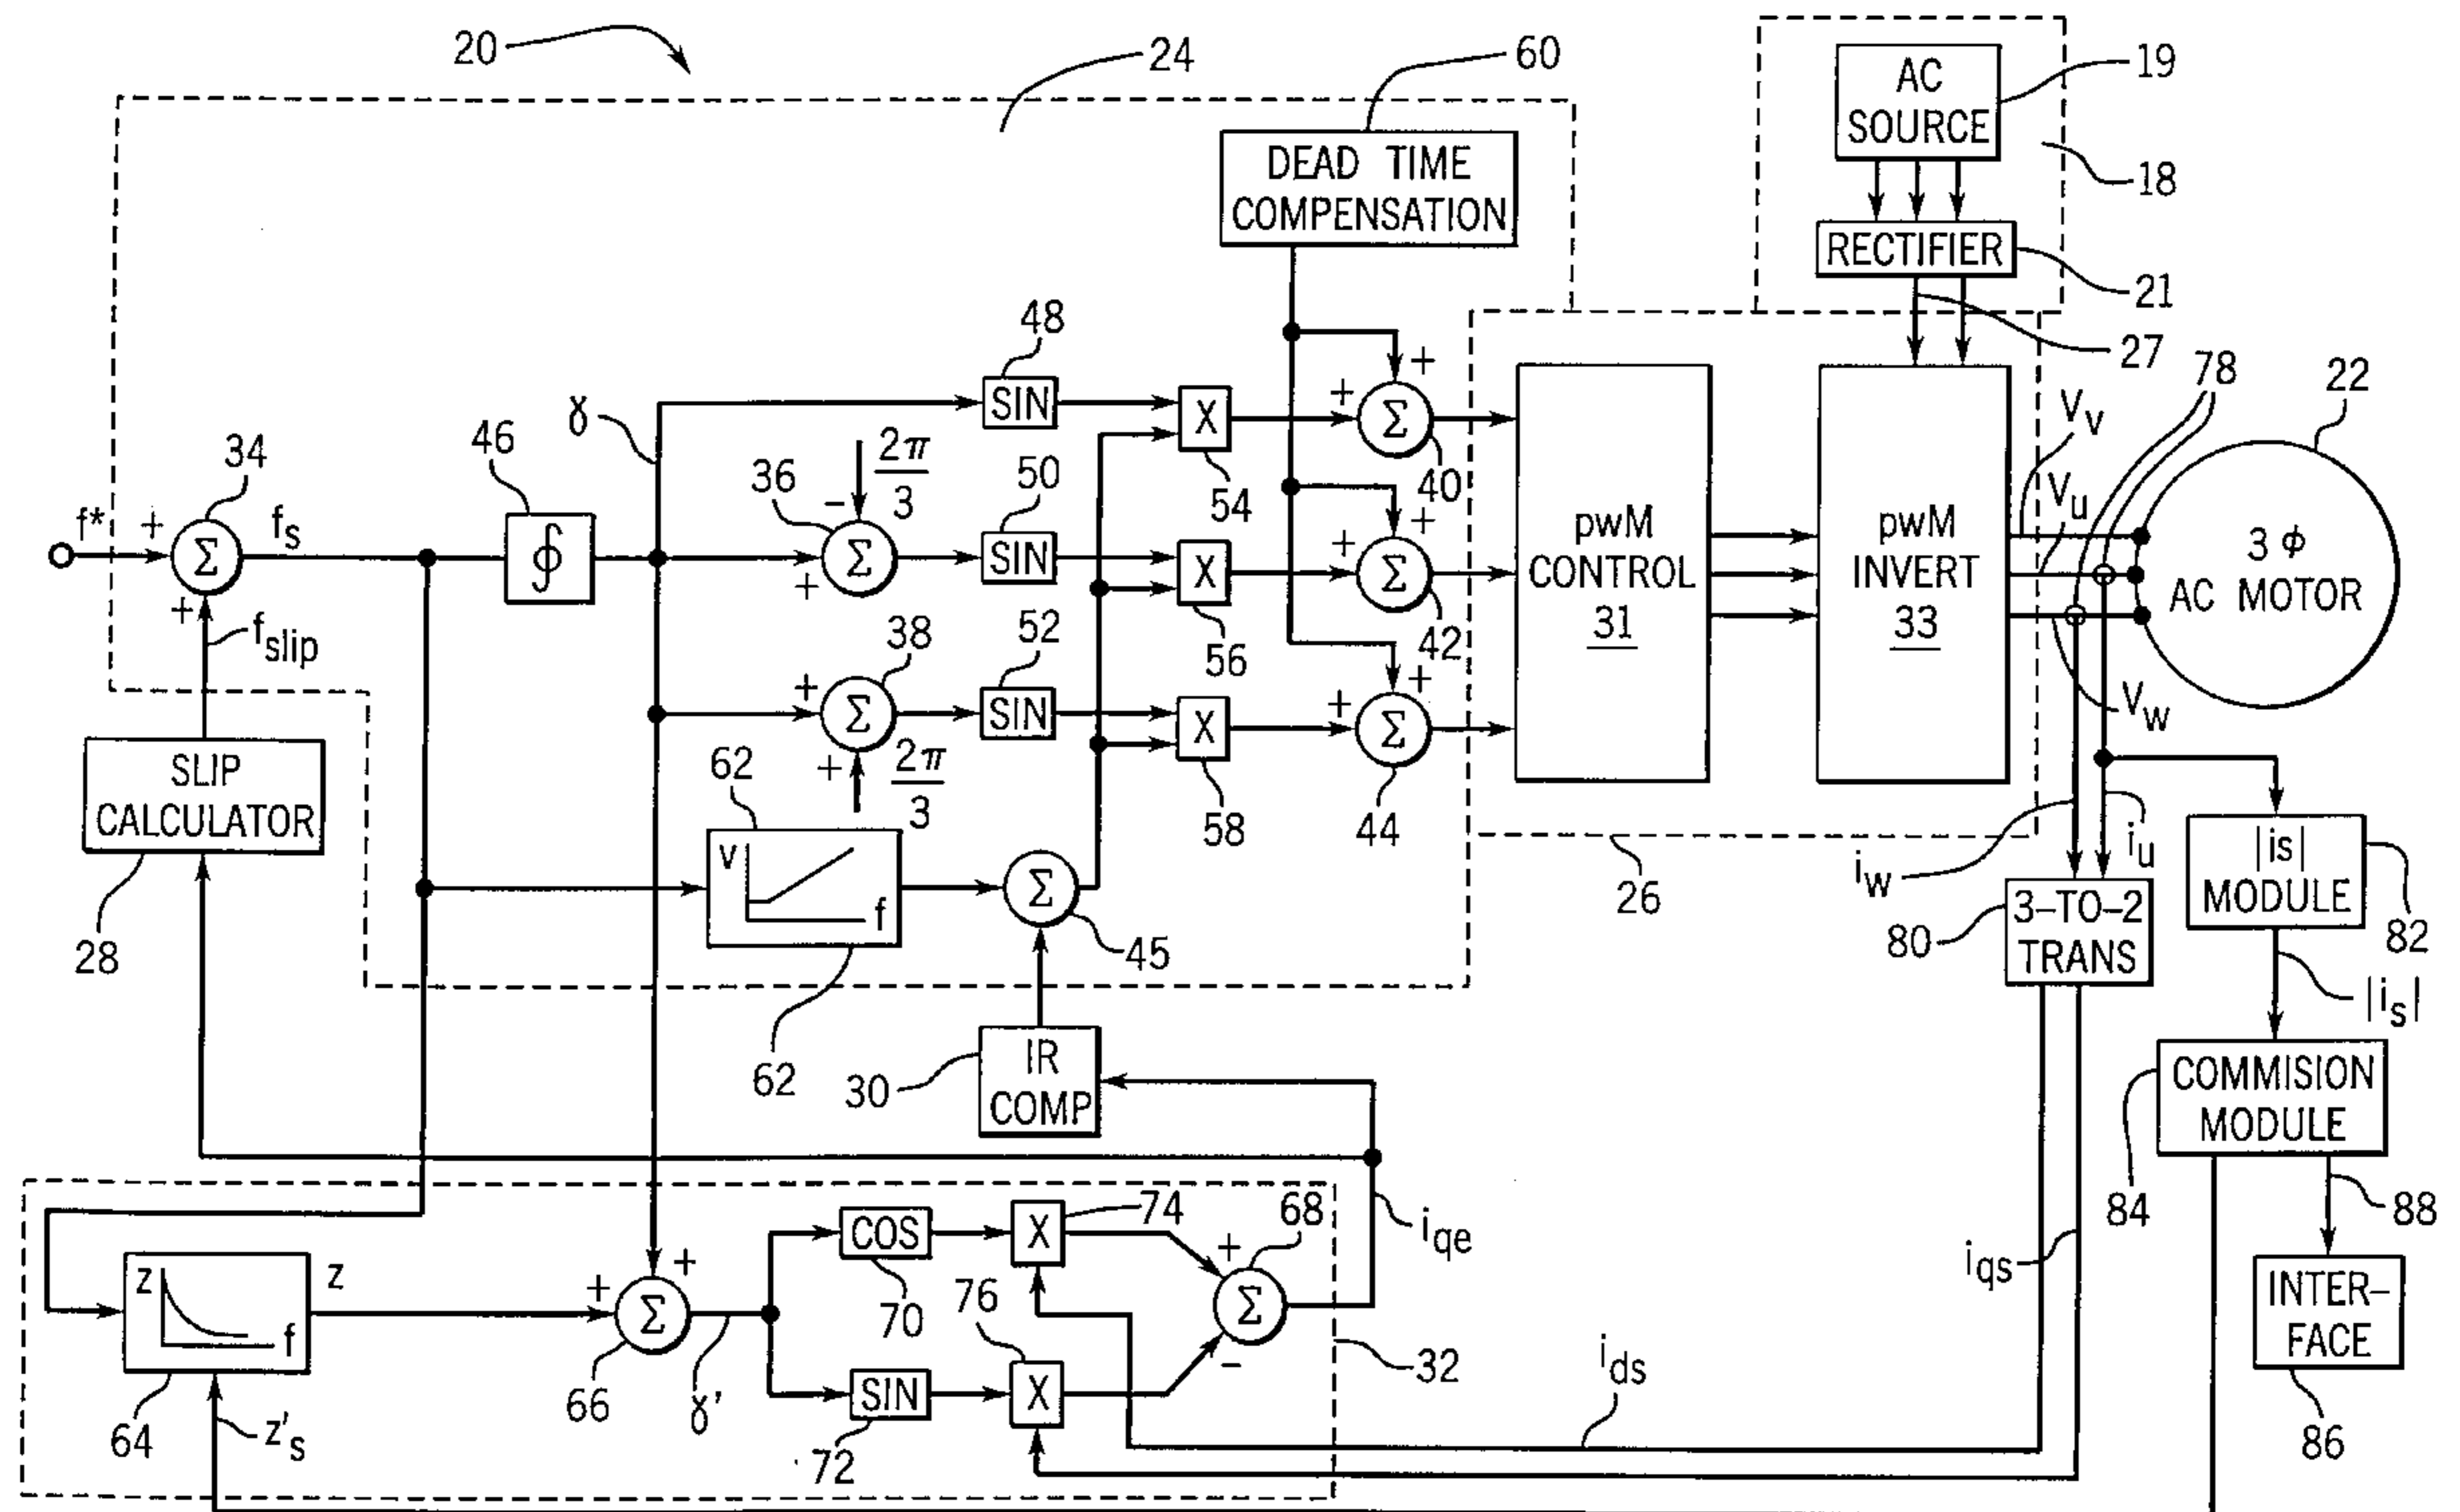 20
24
60
AC
SOURCE
19
18
DEAD TIME
COMPENSATION
RECTIFIER
21
27
48
SIN
X
54
+
+
Σ
40
γ
34
f*
+
Σ
+
fs
fslip
46
∮
36
-
2π
3
+
Σ
50
SIN
X
56
+
+
Σ
42
38
+
Σ
+
2π
3
52
SIN
X
58
+
+
Σ
44
pwM
CONTROL
31
pwM
INVERT
33
78
22
Vv
Vu
Vw
3 ϕ
AC MOTOR
SLIP
CALCULATOR
28
62
V
f
62
Σ
45
26
iw
iu
|is|
MODULE
82
80
3-TO-2
TRANS
|is|
30
IR
COMP
COMMISION
MODULE
84
88
INTER-
FACE
86
z
f
z
64
z's
+
+
Σ
66
γ'
COS
70
SIN
72
X
74
76
X
68
+
Σ
-
iqe
32
ids
iqs